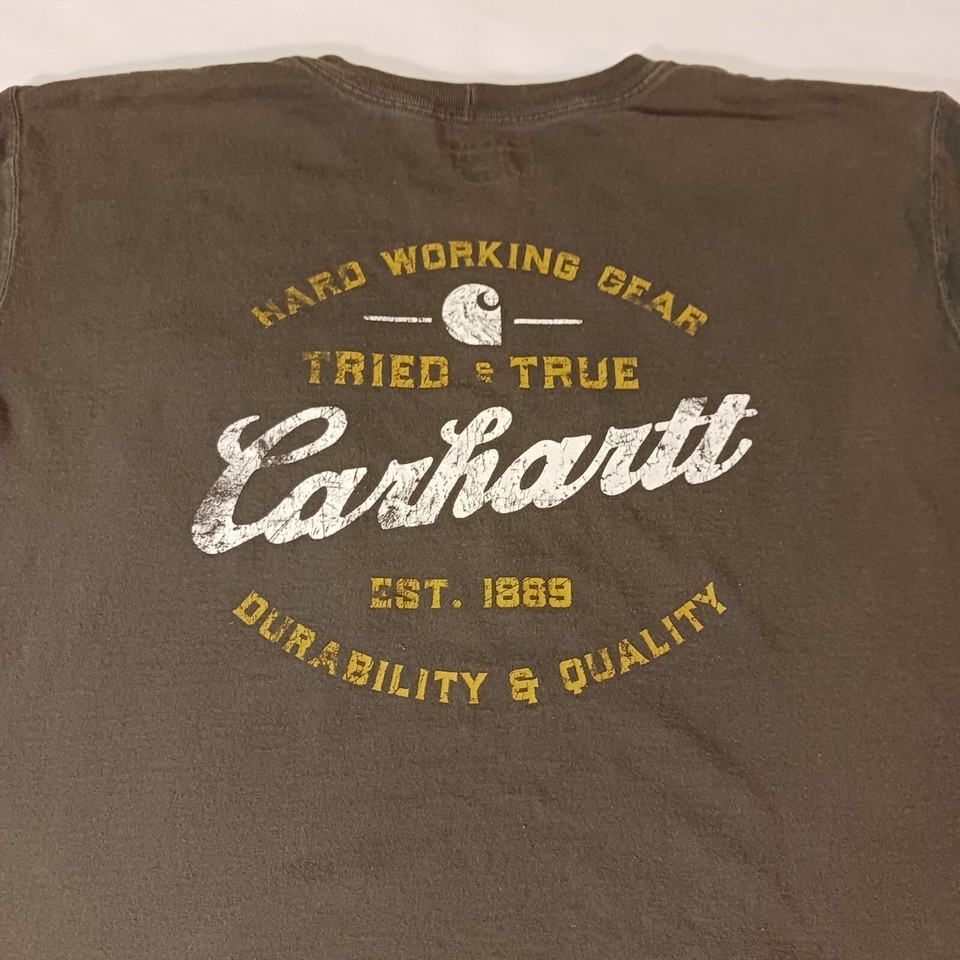 HARD WORKING GEAR
TRIED & TRUE
Carhartt
EST. 1889
DURABILITY & QUALITY